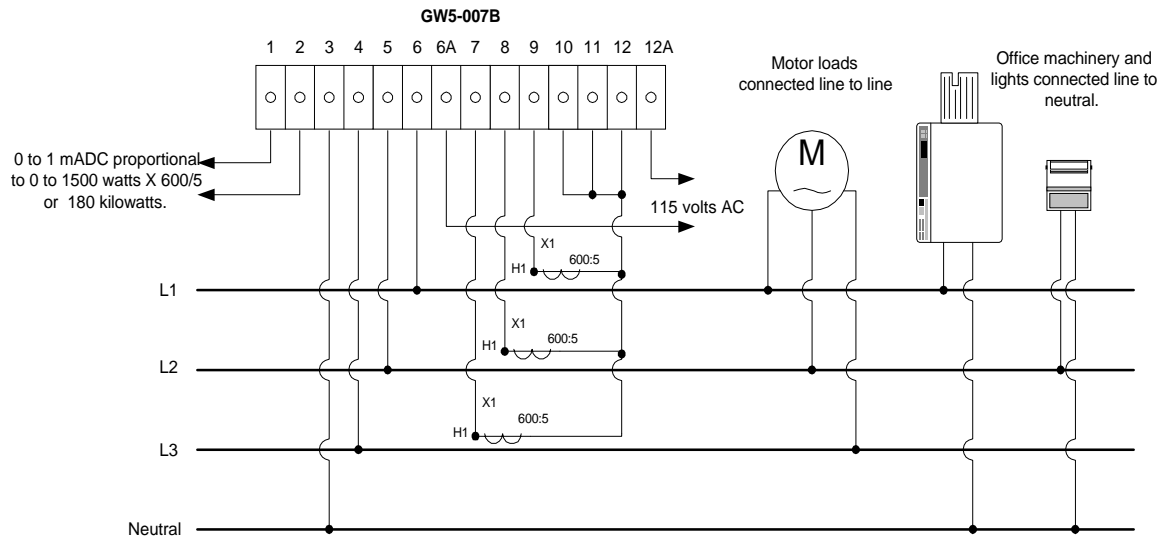 GW5-007B
1 2 3 4 5 6 6A 7 8 9 10 11 12 12A
Motor loads
connected line to line
Office machinery and
lights connected line to
neutral.
M
0 to 1 mADC proportional
to 0 to 1500 watts X 600/5
or 180 kilowatts.
115 volts AC
X1
H1
600:5
L1
X1
H1
600:5
L2
X1
H1
600:5
L3
Neutral